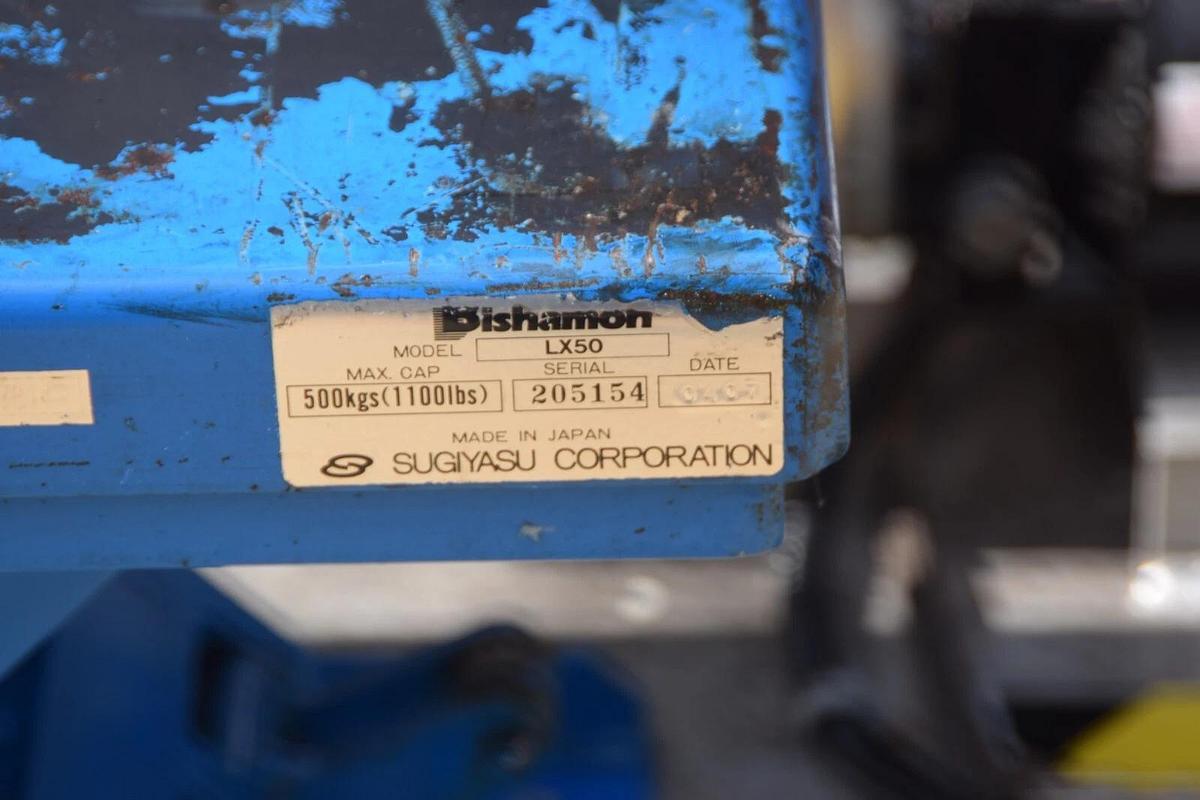 Bishamon
MODEL LX50
MAX. CAP SERIAL DATE
500kgs(1100lbs) 205154
MADE IN JAPAN
SUGIYASU CORPORATION